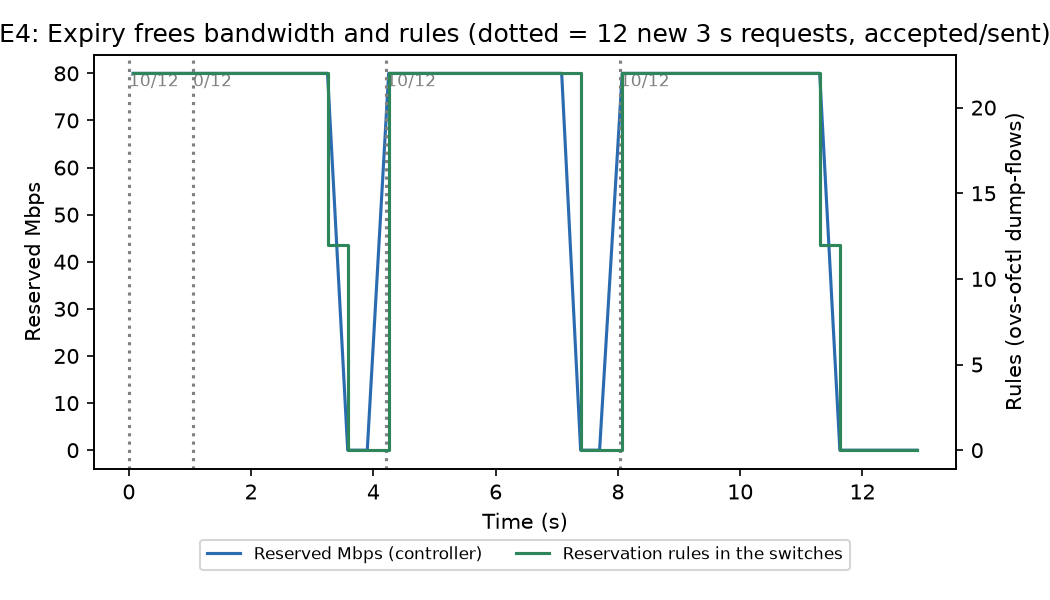 E4: Expiry frees bandwidth and rules (dotted = 12 new 3 s requests, accepted/sent)
10/12 0/12 10/12 10/12
Reserved Mbps
80
70
60
50
40
30
20
10
0
Rules (ovs-ofctl dump-flows)
20
15
10
5
0
0 2 4 6 8 10 12
Time (s)
Reserved Mbps (controller) Reservation rules in the switches